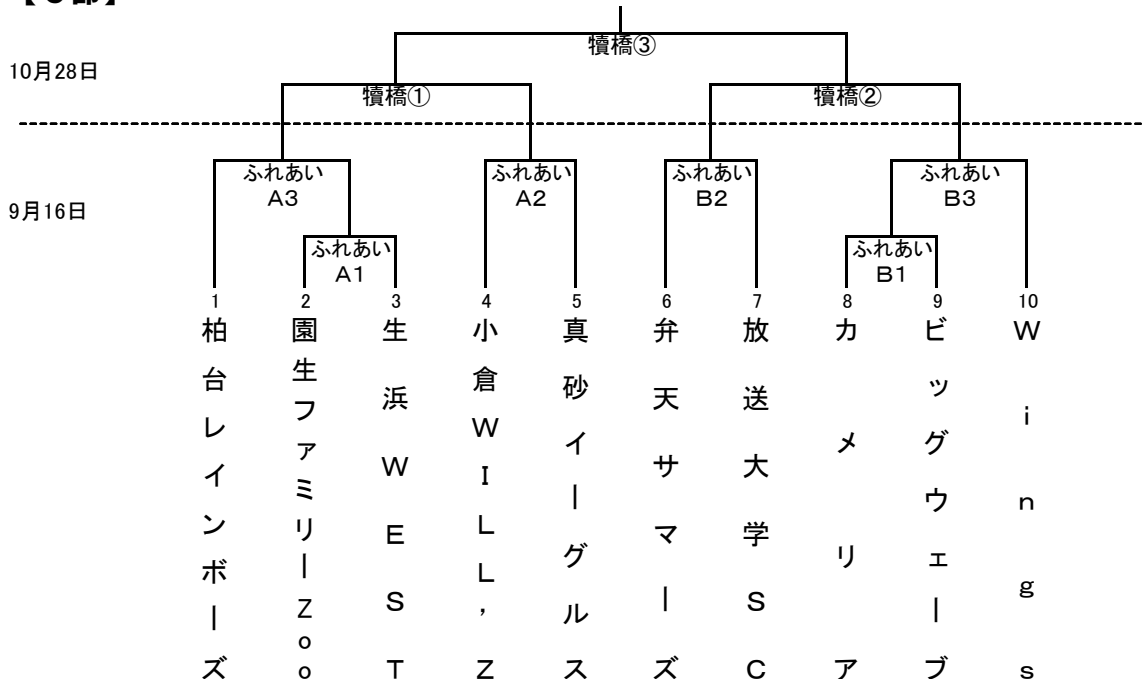 犢橋③
10月28日
犢橋① 犢橋②
ふれあい A3
ふれあい A2
ふれあい B2
ふれあい B3
9月16日
ふれあい A1
ふれあい B1
1 2 3 4 5 6 7 8 9 10
柏台レインボーズ
園生ファミリーZoo
生浜WEST
小倉WILL,Z
真砂イーグルス
弁天サマーズ
放送大学SC
カメリア
ビッグウェーブ
Wings